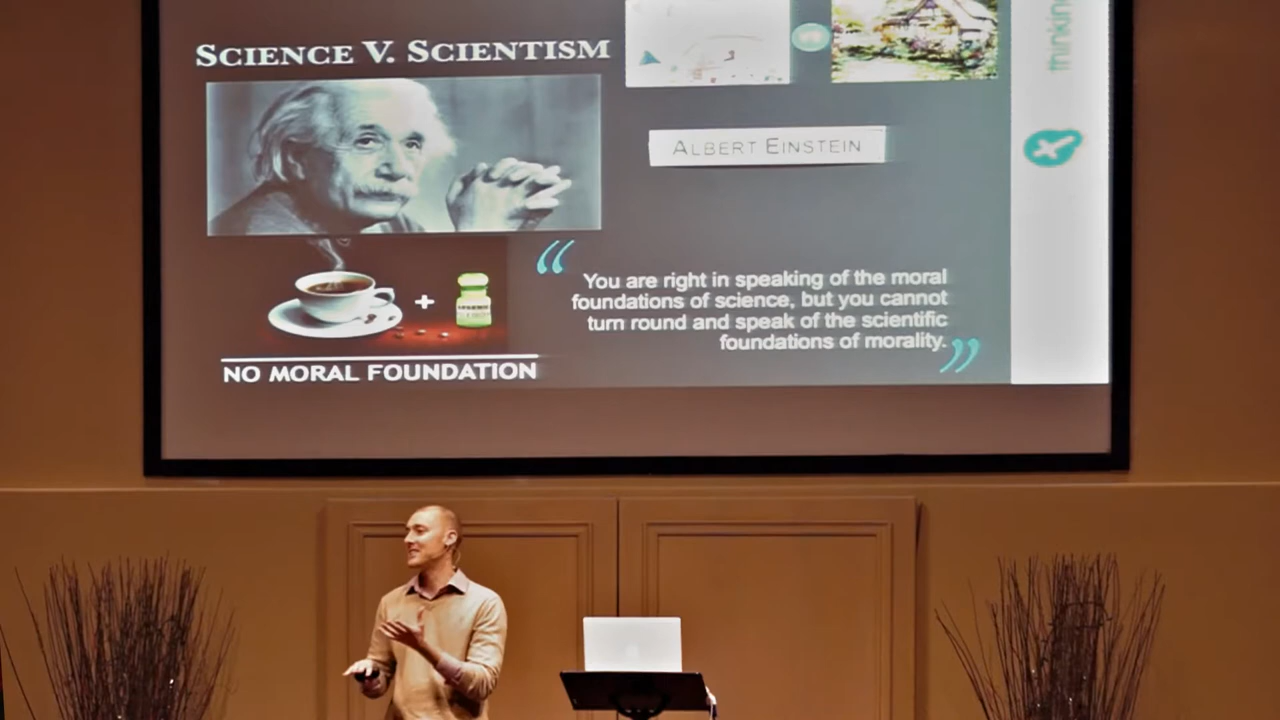 SCIENCE V. SCIENTISM
thinkin
ALBERT EINSTEIN
You are right in speaking of the moral
foundations of science, but you cannot
turn round and speak of the scientific
foundations of morality.
NO MORAL FOUNDATION